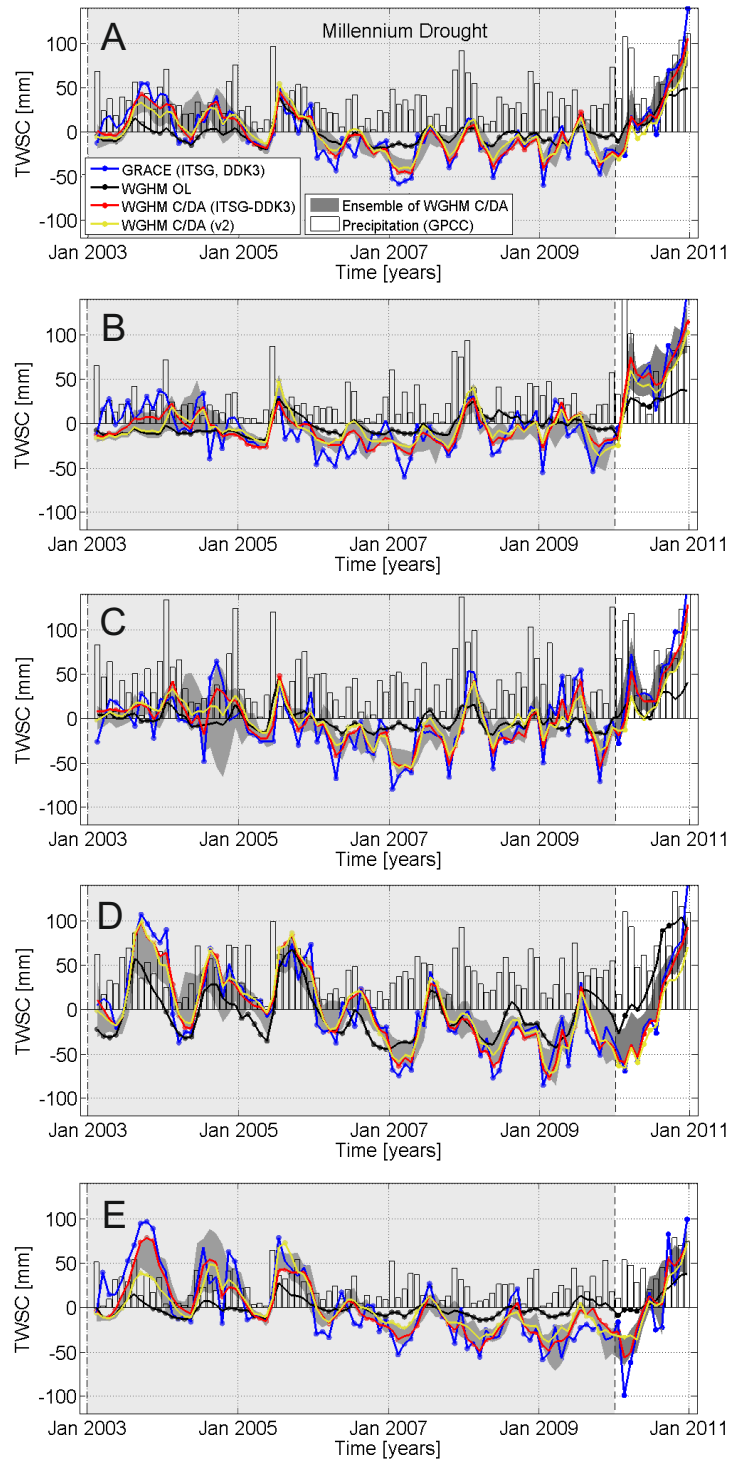 A
Millennium Drought
TWSC [mm]
100
50
0
-50
-100
GRACE (ITSG, DDK3)
WGHM OL
WGHM C/DA (ITSG-DDK3)
WGHM C/DA (v2)
Ensemble of WGHM C/DA
Precipitation (GPCC)
Jan 2003 Jan 2005 Jan 2007 Jan 2009 Jan 2011
Time [years]
B
TWSC [mm]
100
50
0
-50
-100
Jan 2003 Jan 2005 Jan 2007 Jan 2009 Jan 2011
Time [years]
C
TWSC [mm]
100
50
0
-50
-100
Jan 2003 Jan 2005 Jan 2007 Jan 2009 Jan 2011
Time [years]
D
TWSC [mm]
100
50
0
-50
-100
Jan 2003 Jan 2005 Jan 2007 Jan 2009 Jan 2011
Time [years]
E
TWSC [mm]
100
50
0
-50
-100
Jan 2003 Jan 2005 Jan 2007 Jan 2009 Jan 2011
Time [years]